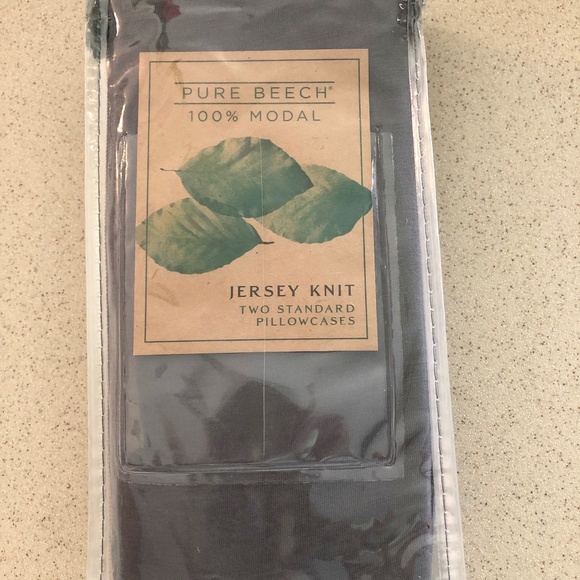 PURE BEECH®
100% MODAL
JERSEY KNIT
TWO STANDARD
PILLOWCASES